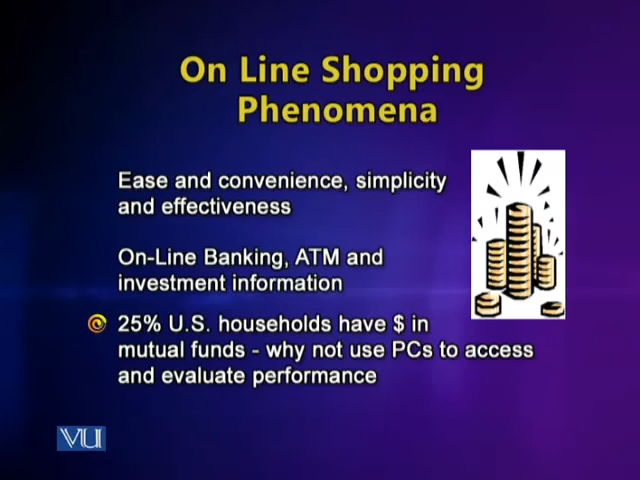 On Line Shopping
Phenomena
Ease and convenience, simplicity
and effectiveness
On-Line Banking, ATM and
investment information
25% U.S. households have $ in
mutual funds - why not use PCs to access
and evaluate performance
VU